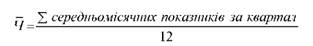 Ч̅ = ∑ середньомісячних показників за квартал
12